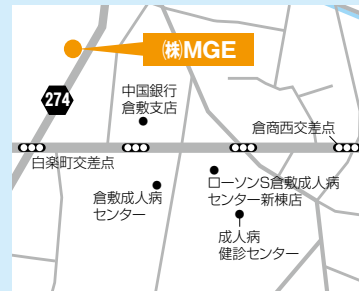 ㈱MGE
274
中国銀行
倉敷支店
倉商西交差点
白楽町交差点
倉敷成人病
センター
ローソンS倉敷成人病
センター新棟店
成人病
健診センター